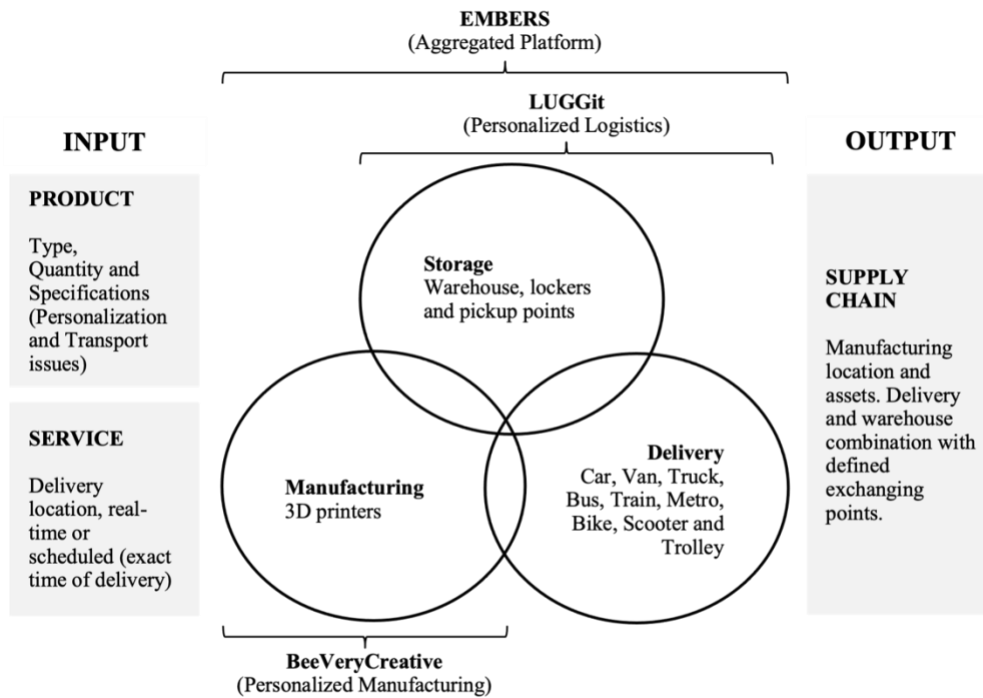 EMBERS
(Aggregated Platform)
LUGGit
(Personalized Logistics)
INPUT
PRODUCT
Type,
Quantity and
Specifications
(Personalization
and Transport
issues)
SERVICE
Delivery
location, real-
time or
scheduled (exact
time of delivery)
Storage
Warehouse, lockers
and pickup points
Manufacturing
3D printers
Delivery
Car, Van, Truck,
Bus, Train, Metro,
Bike, Scooter and
Trolley
BeeVeryCreative
(Personalized Manufacturing)
OUTPUT
SUPPLY
CHAIN
Manufacturing
location and
assets. Delivery
and warehouse
combination with
defined
exchanging
points.